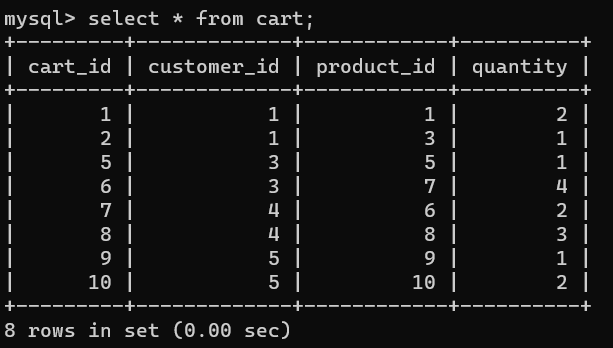 mysql> select * from cart;
+---------+-------------+------------+----------+
| cart_id | customer_id | product_id | quantity |
+---------+-------------+------------+----------+
|       1 |           1 |          1 |        2 |
|       2 |           1 |          3 |        1 |
|       5 |           3 |          5 |        1 |
|       6 |           3 |          7 |        4 |
|       7 |           4 |          6 |        2 |
|       8 |           4 |          8 |        3 |
|       9 |           5 |          9 |        1 |
|      10 |           5 |         10 |        2 |
+---------+-------------+------------+----------+
8 rows in set (0.00 sec)